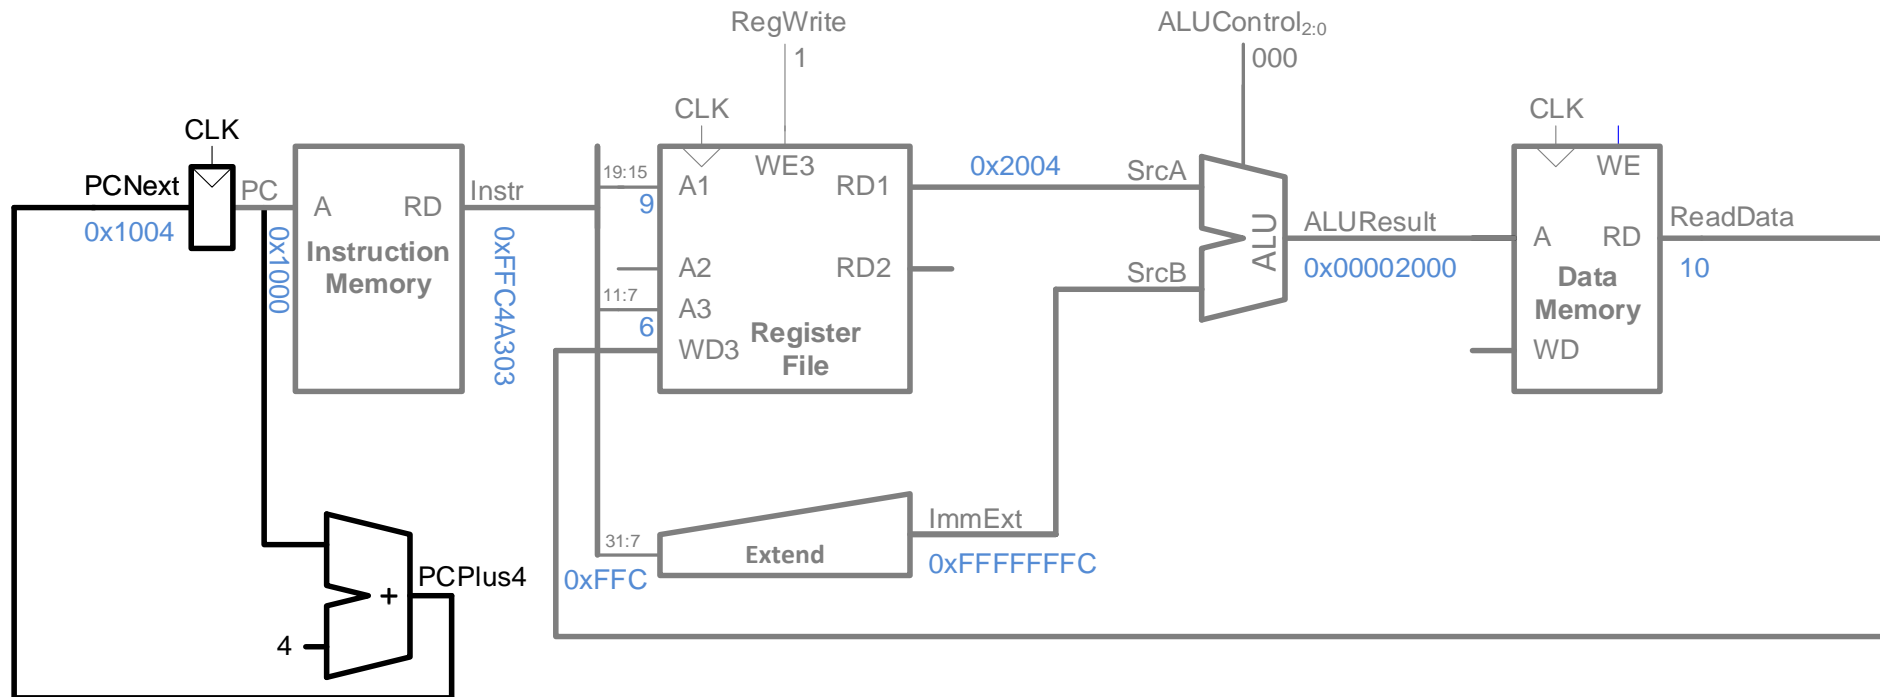 RegWrite
1
ALUControl2:0
000
CLK
CLK
CLK
PCNext
0x1004
PC
0x1000
A
RD
Instruction
Memory
Instr
0xFFC4A303
19:15
9
A1
WE3
RD1
0x2004
SrcA
A2
RD2
11:7
6
A3
WD3
Register
File
SrcB
ALU
ALUResult
0x00002000
WE
A
RD
Data
Memory
WD
ReadData
10
31:7
0xFFC
Extend
ImmExt
0xFFFFFFFC
PCPlus4
+
4